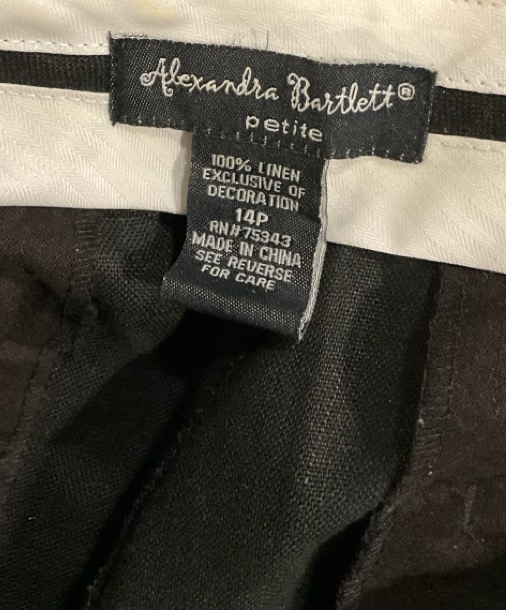 Alexandra Bartlett®
petite
100% LINEN
EXCLUSIVE OF
DECORATION
14P
RN#75343
MADE IN CHINA
SEE REVERSE
FOR CARE